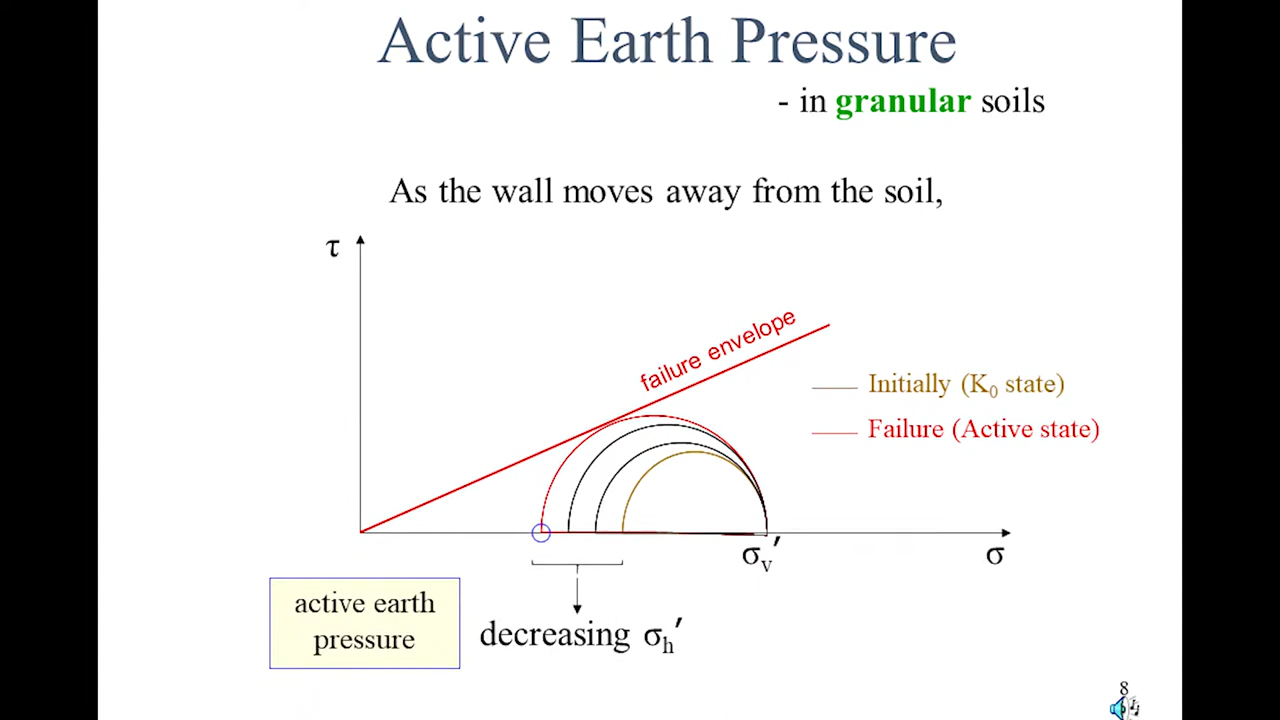 Active Earth Pressure
- in granular soils
As the wall moves away from the soil,
τ
failure envelope
Initially (K₀ state)
Failure (Active state)
σᵥ′
σ
active earth
pressure
decreasing σₕ′
8